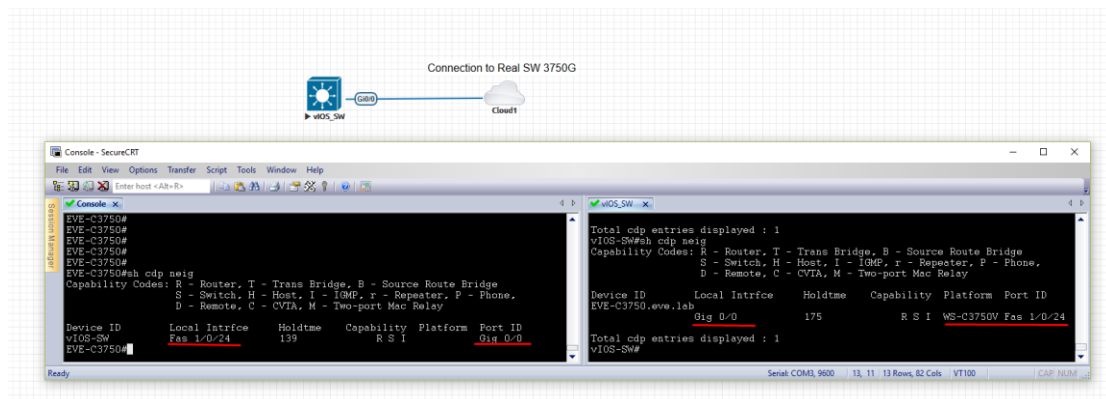 Connection to Real SW 3750G
Gi0/0
vIOS_SW
Cloud1
Console - SecureCRT
File Edit View Options Transfer Script Tools Window Help
Enter host <Alt+R>
Session Manager
Console
EVE-C3750#
EVE-C3750#
EVE-C3750#
EVE-C3750#
EVE-C3750#
EVE-C3750#sh cdp neig
Capability Codes: R - Router, T - Trans Bridge, B - Source Route Bridge
S - Switch, H - Host, I - IGMP, r - Repeater, P - Phone,
D - Remote, C - CVTA, M - Two-port Mac Relay
Device ID Local Intrfce Holdtme Capability Platform Port ID
vIOS-SW Fas 1/0/24 139 R S I Gig 0/0
EVE-C3750#
vIOS_SW
Total cdp entries displayed : 1
vIOS-SW#sh cdp neig
Capability Codes: R - Router, T - Trans Bridge, B - Source Route Bridge
S - Switch, H - Host, I - IGMP, r - Repeater, P - Phone,
D - Remote, C - CVTA, M - Two-port Mac Relay
Device ID Local Intrfce Holdtme Capability Platform Port ID
EVE-C3750.eve.lab
Gig 0/0 175 R S I WS-C3750V Fas 1/0/24
Total cdp entries displayed : 1
vIOS-SW#
Ready
Serial: COM3, 9600 13, 11 13 Rows, 82 Cols VT100 CAP NUM